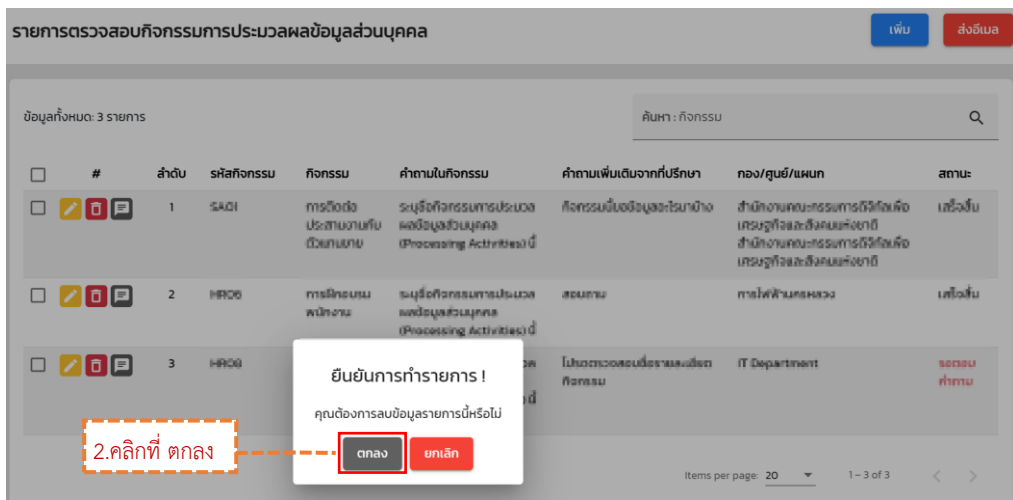 รายการตรวจสอบกิจกรรมการประมวลผลข้อมูลส่วนบุคคล
เพิ่ม
ส่งอีเมล
ข้อมูลทั้งหมด: 3 รายการ
ค้นหา : กิจกรรม
# ลำดับ รหัสกิจกรรม กิจกรรม คำถามในกิจกรรม คำถามเพิ่มเติมจากที่ปรึกษา กอง/ศูนย์/แผนก สถานะ
1 SA01 การติดต่อ ระบุชื่อกิจกรรมการประมวล กิจกรรมนี้ขอข้อมูลอะไรมาบ้าง สำนักงานคณะกรรมการดิจิทัลเพื่อ เสร็จสิ้น
ประสานงานกับ ผลข้อมูลส่วนบุคคล เศรษฐกิจและสังคมแห่งชาติ
ตัวแทนขาย (Processing Activities) นี้ สำนักงานคณะกรรมการดิจิทัลเพื่อ
เศรษฐกิจและสังคมแห่งชาติ
2 HR06 การฝึกอบรม ระบุชื่อกิจกรรมการประมวล สอบถาม การไฟฟ้านครหลวง เสร็จสิ้น
พนักงาน ผลข้อมูลส่วนบุคคล
(Processing Activities) นี้
3 โปรดตรวจสอบชื่อรายละเอียด IT Department รอตอบ
กิจกรรม คำถาม
ยืนยันการทำรายการ !
คุณต้องการลบข้อมูลรายการนี้หรือไม่
ตกลง
ยกเลิก
2.คลิกที่ ตกลง
Items per page: 20 1 – 3 of 3